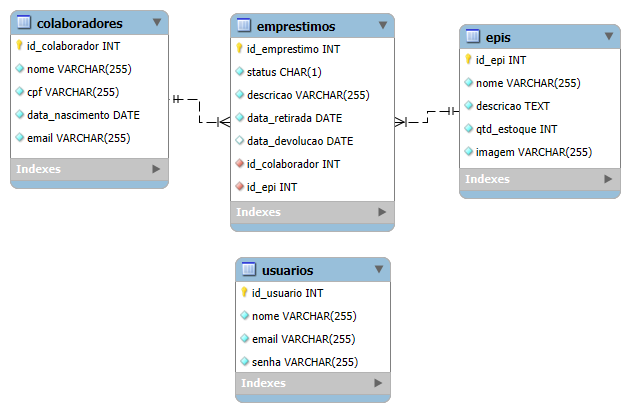 colaboradores
id_colaborador INT
nome VARCHAR(255)
cpf VARCHAR(255)
data_nascimento DATE
email VARCHAR(255)
Indexes
emprestimos
id_emprestimo INT
status CHAR(1)
descricao VARCHAR(255)
data_retirada DATE
data_devolucao DATE
id_colaborador INT
id_epi INT
Indexes
epis
id_epi INT
nome VARCHAR(255)
descricao TEXT
qtd_estoque INT
imagem VARCHAR(255)
Indexes
usuarios
id_usuario INT
nome VARCHAR(255)
email VARCHAR(255)
senha VARCHAR(255)
Indexes